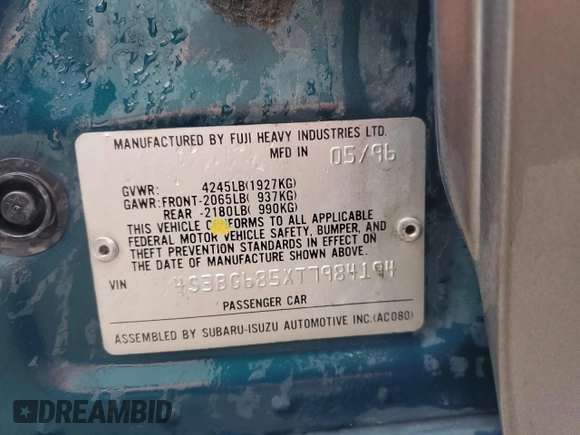 MANUFACTURED BY FUJI HEAVY INDUSTRIES LTD.
MFD IN 05/96
GVWR: 4245LB(1927KG)
GAWR:FRONT-2065LB( 937KG)
REAR -2180LB( 990KG)
THIS VEHICLE CONFORMS TO ALL APPLICABLE
FEDERAL MOTOR VEHICLE SAFETY, BUMPER, AND
THEFT PREVENTION STANDARDS IN EFFECT ON
THE DATE OF MANUFACTURE SHOWN ABOVE.
VIN 4S3BG685XT7984194
PASSENGER CAR
ASSEMBLED BY SUBARU-ISUZU AUTOMOTIVE INC.(AC080)
DREAMBID